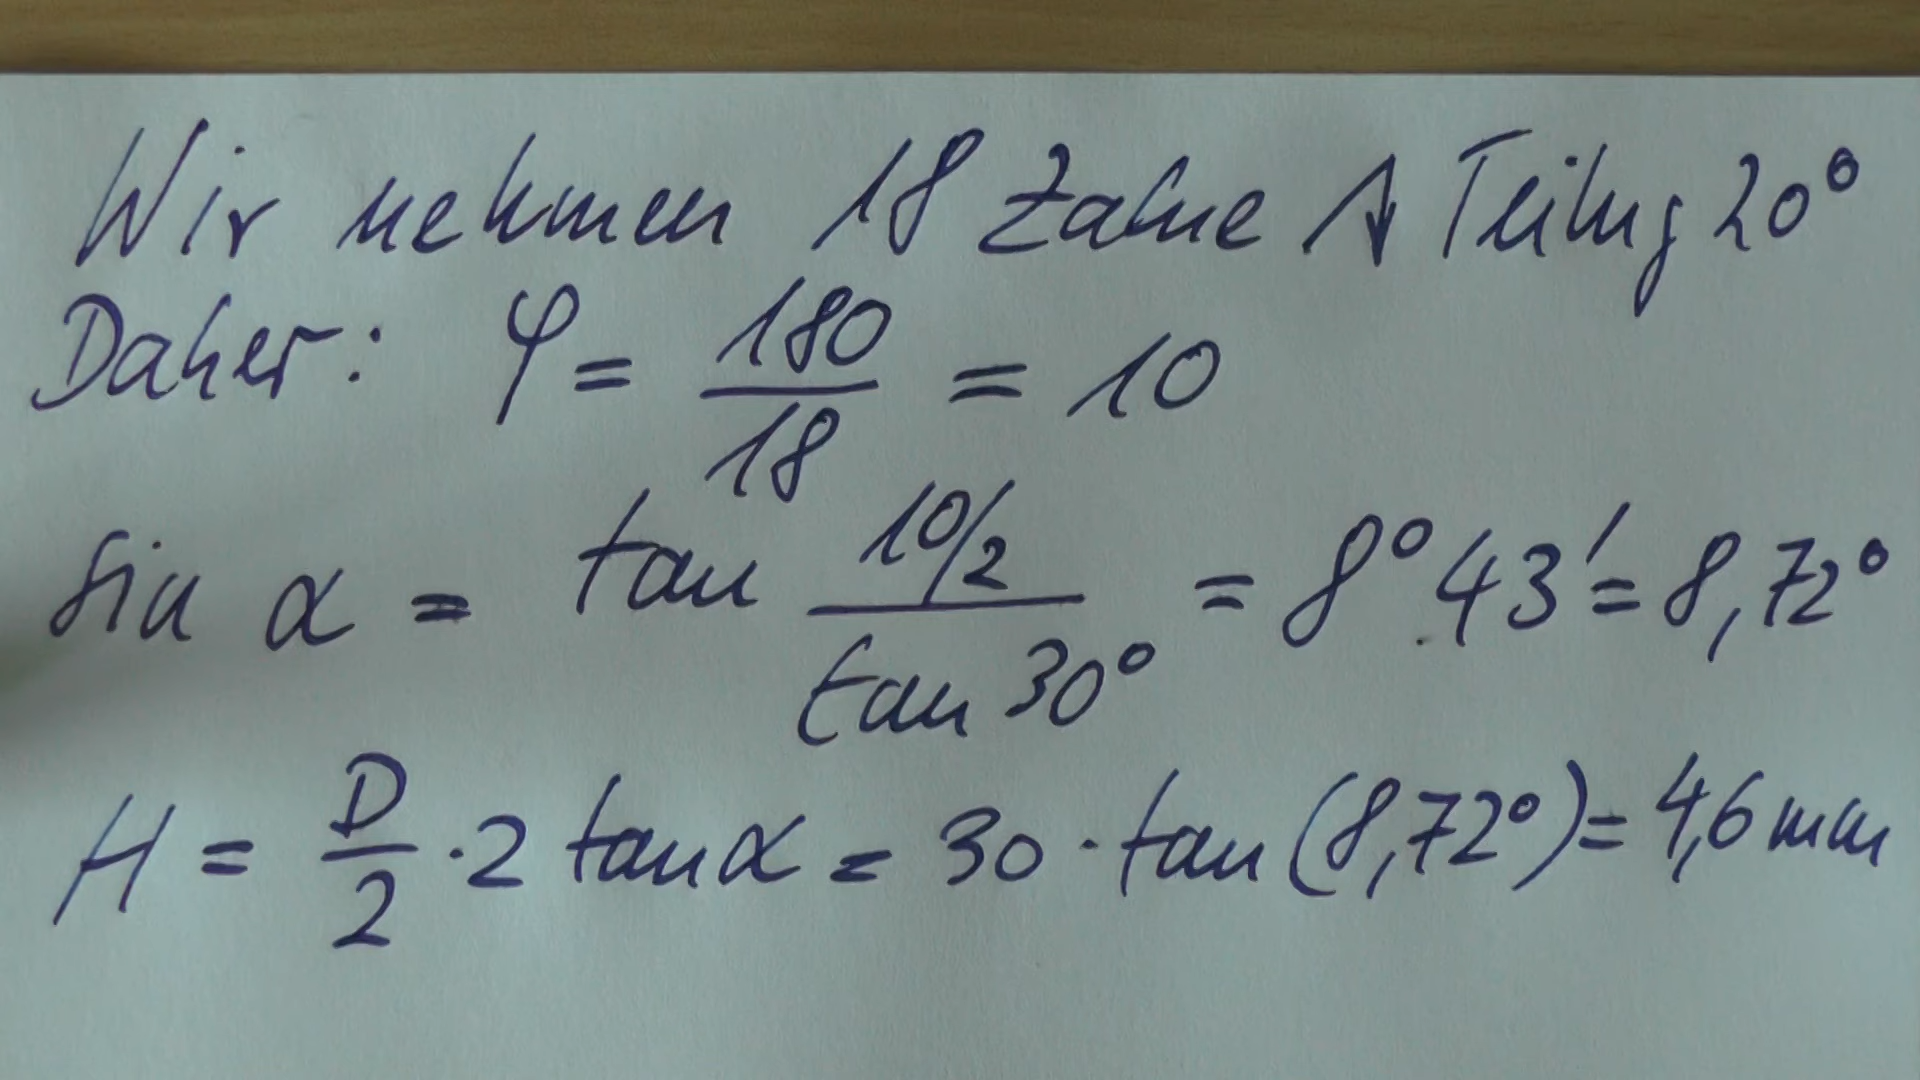 Wir nehmen 18 Zähne ⇒ Teilung 20°
Daher: φ = 180/18 = 10
sin α = tan 10/2 / tan 30° = 8° 43' = 8,72°
H = D/2 · 2 tan α = 30 · tan (8,72°) = 4,6 mm